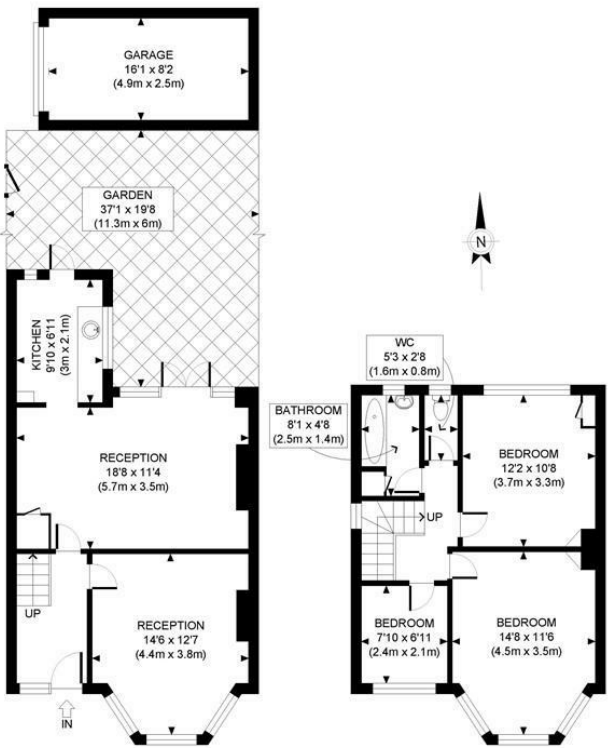 GARAGE
16'1 x 8'2
(4.9m x 2.5m)
GARDEN
37'1 x 19'8
(11.3m x 6m)
KITCHEN
9'10 x 6'11
(3m x 2.1m)
RECEPTION
18'8 x 11'4
(5.7m x 3.5m)
UP
RECEPTION
14'6 x 12'7
(4.4m x 3.8m)
IN
N
WC
5'3 x 2'8
(1.6m x 0.8m)
BATHROOM
8'1 x 4'8
(2.5m x 1.4m)
BEDROOM
12'2 x 10'8
(3.7m x 3.3m)
UP
BEDROOM
7'10 x 6'11
(2.4m x 2.1m)
BEDROOM
14'8 x 11'6
(4.5m x 3.5m)